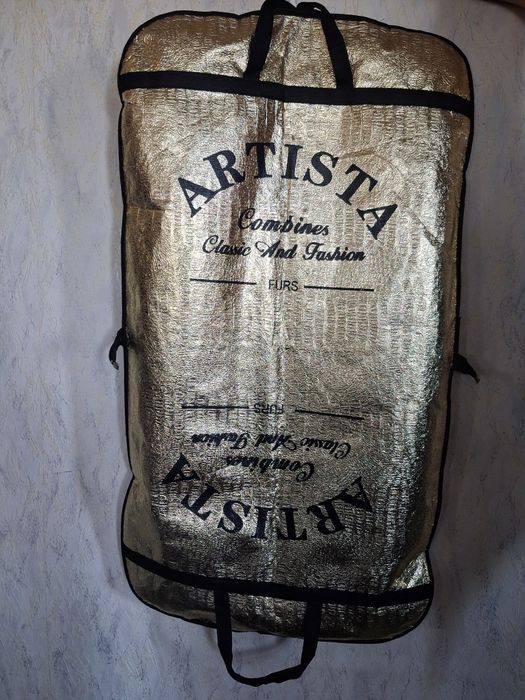 ARTISTA
Combines
Classic And Fashion
FURS
FURS
Classic And Fashion
Combines
ARTISTA